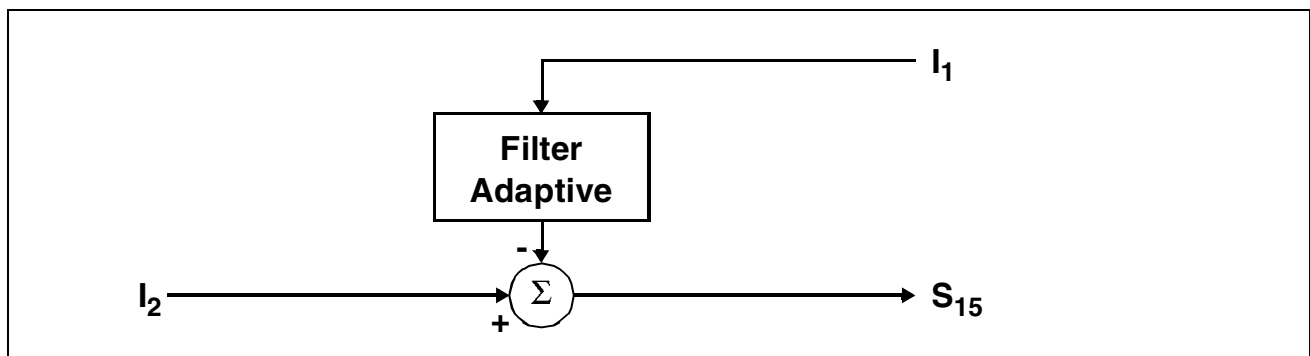 I₁
Filter
Adaptive
-
I₂
Σ
+
S₁₅